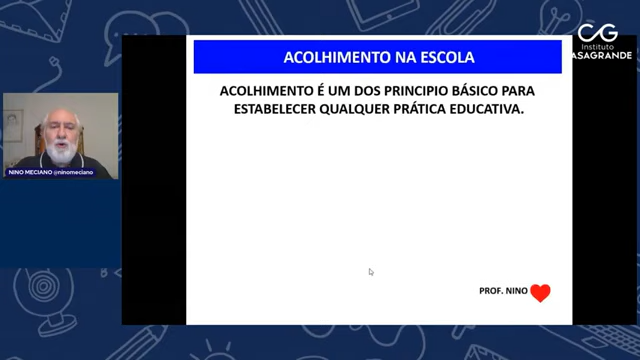 CG
Instituto
ASAGRANDE
ACOLHIMENTO NA ESCOLA
ACOLHIMENTO É UM DOS PRINCIPIO BÁSICO PARA
ESTABELECER QUALQUER PRÁTICA EDUCATIVA.
NINO MECIANO @ninomeciano
PROF. NINO